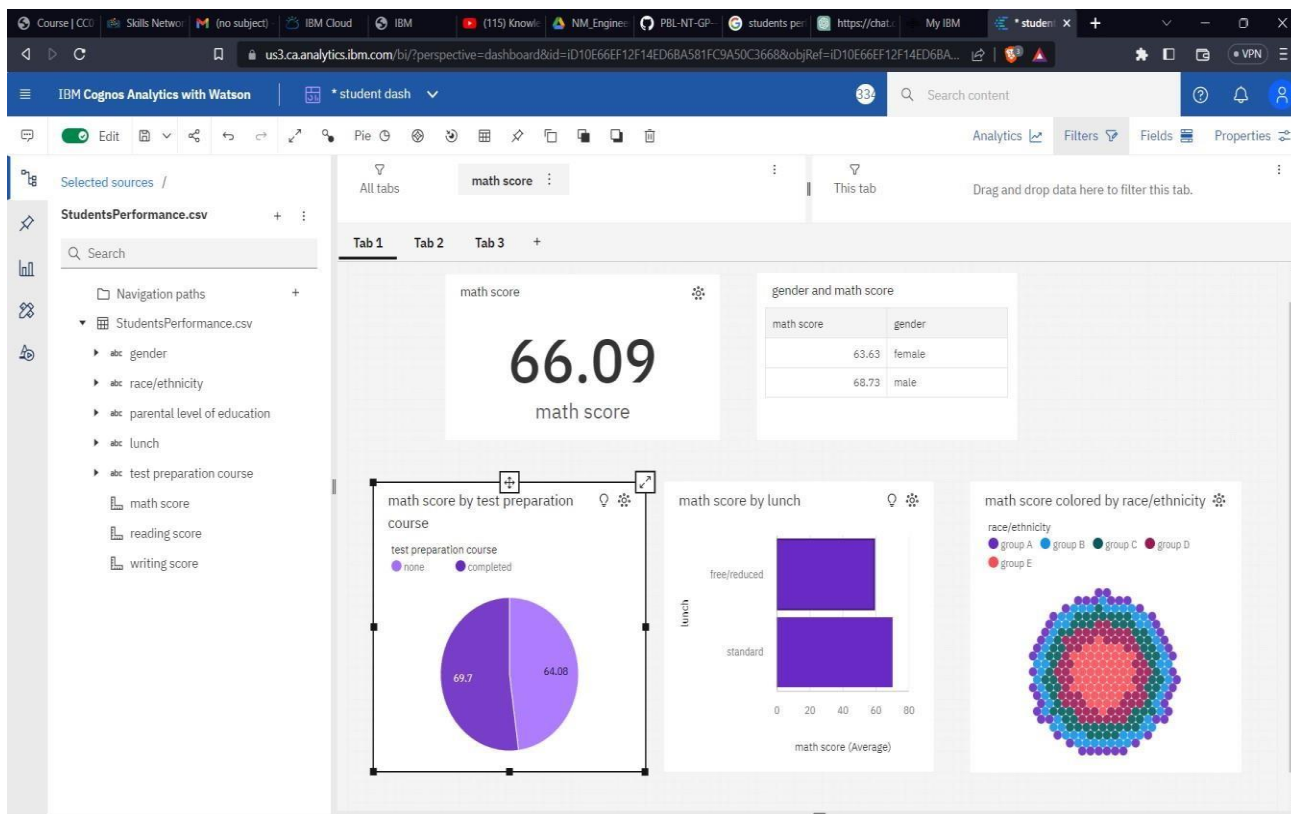 Course | CC
Skills Networ
(no subject)
IBM Cloud
IBM
(115) Knowle
NM_Enginee
PBL-NT-GP-
students per
https://chat.
My IBM
* studen
us3.ca.analytics.ibm.com/bi/?perspective=dashboard&id=iD10E66EF12F14ED6BA581FC9A50C3668&objRef=iD10E66EF12F14ED6BA...
VPN
IBM Cognos Analytics with Watson
* student dash
334
Search content
Edit
Pie
Analytics
Filters
Fields
Properties
Selected sources /
StudentsPerformance.csv
Search
Navigation paths
StudentsPerformance.csv
abc gender
abc race/ethnicity
abc parental level of education
abc lunch
abc test preparation course
math score
reading score
writing score
All tabs
math score
This tab
Drag and drop data here to filter this tab.
Tab 1
Tab 2
Tab 3
math score
66.09
math score
gender and math score
math score gender
63.63 female
68.73 male
math score by test preparation
course
test preparation course
none completed
69.7
64.08
math score by lunch
lunch
free/reduced
standard
0 20 40 60 80
math score (Average)
math score colored by race/ethnicity
race/ethnicity
group A group B group C group D
group E